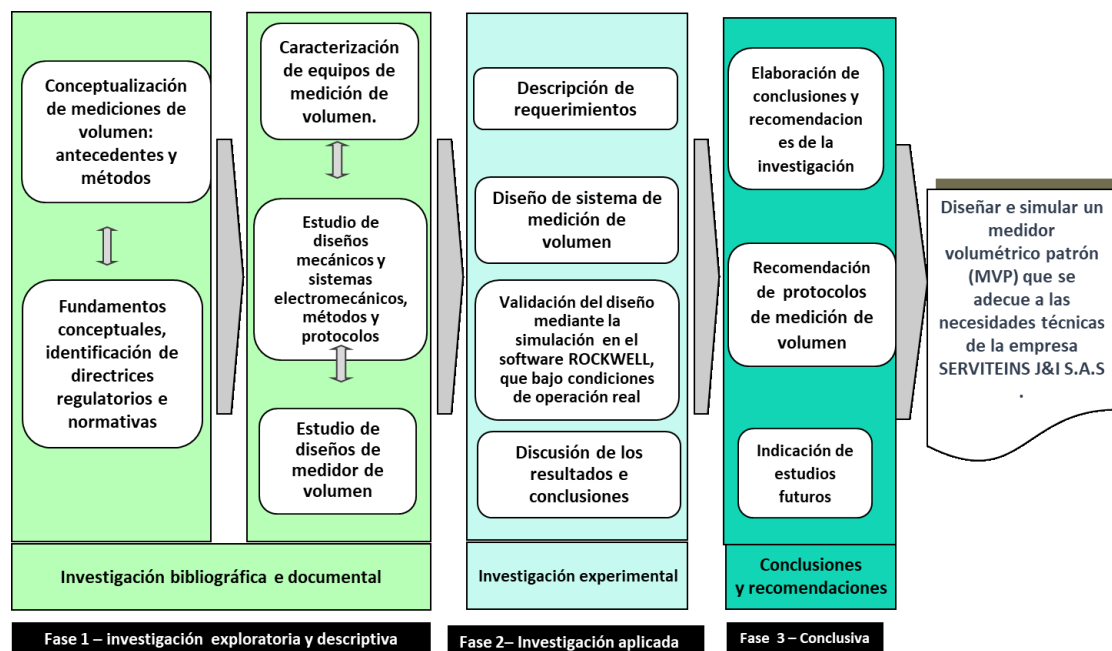 Conceptualización
de mediciones de
volumen:
antecedentes y
métodos
Fundamentos
conceptuales,
identificación de
directrices
regulatorios e
normativas
Caracterización
de equipos de
medición de
volumen.
Estudio de
diseños
mecánicos y
sistemas
electromecánicos,
métodos y
protocolos
Estudio de
diseños de
medidor de
volumen
Investigación bibliográfica e documental
Fase 1 – investigación exploratoria y descriptiva
Descripción de
requerimientos
Diseño de sistema de
medición de
volumen
Validación del diseño
mediante la
simulación en el
software ROCKWELL,
que bajo condiciones
de operación real
Discusión de los
resultados e
conclusiones
Investigación experimental
Fase 2– Investigación aplicada
Elaboración de
conclusiones y
recomendacion
es de la
investigación
Recomendación
de protocolos
de medición de
volumen
Indicación de
estudios
futuros
Conclusiones
y recomendaciones
Fase 3 – Conclusiva
Diseñar e simular un
medidor
volumétrico patrón
(MVP) que se
adecue a las
necesidades técnicas
de la empresa
SERVITEINS J&I S.A.S
.